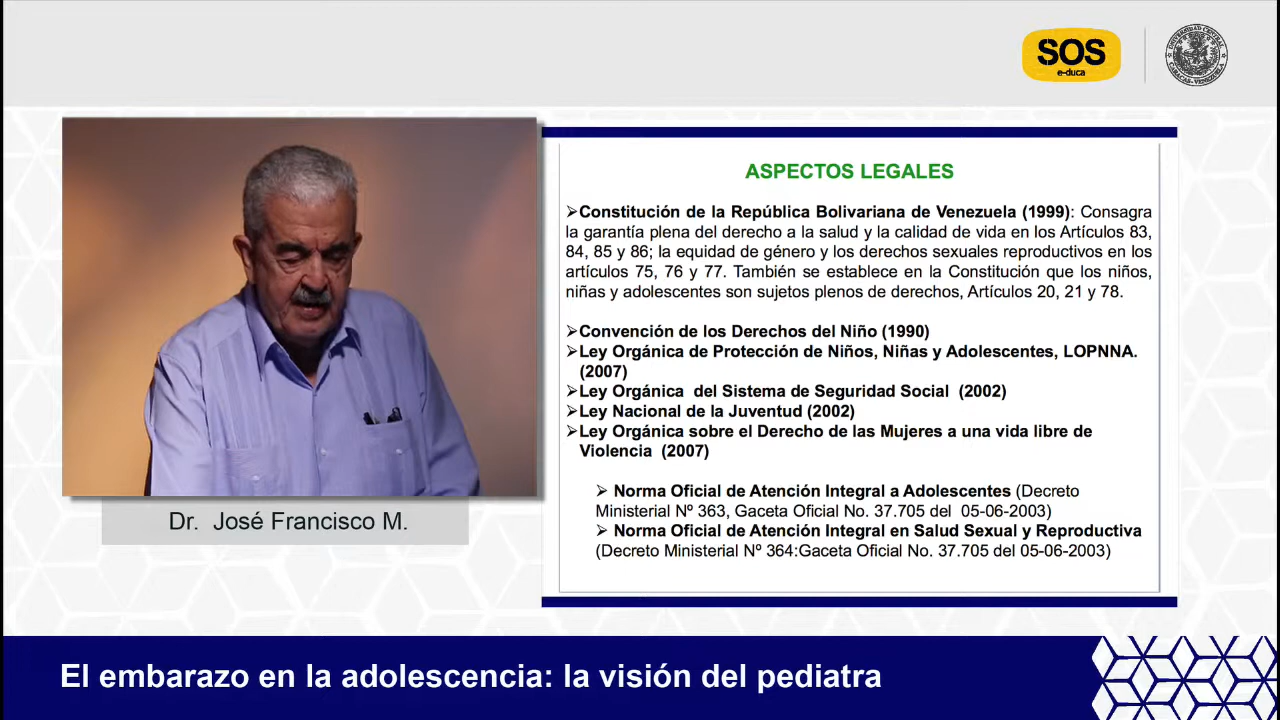 SOS
e-duca
UNIVERSIDAD CENTRAL
CARACAS-VENEZUELA
ASPECTOS LEGALES
➢Constitución de la República Bolivariana de Venezuela (1999): Consagra
la garantía plena del derecho a la salud y la calidad de vida en los Artículos 83,
84, 85 y 86; la equidad de género y los derechos sexuales reproductivos en los
artículos 75, 76 y 77. También se establece en la Constitución que los niños,
niñas y adolescentes son sujetos plenos de derechos, Artículos 20, 21 y 78.
➢Convención de los Derechos del Niño (1990)
➢Ley Orgánica de Protección de Niños, Niñas y Adolescentes, LOPNNA.
(2007)
➢Ley Orgánica del Sistema de Seguridad Social (2002)
➢Ley Nacional de la Juventud (2002)
➢Ley Orgánica sobre el Derecho de las Mujeres a una vida libre de
Violencia (2007)
➢ Norma Oficial de Atención Integral a Adolescentes (Decreto
Ministerial Nº 363, Gaceta Oficial No. 37.705 del 05-06-2003)
➢ Norma Oficial de Atención Integral en Salud Sexual y Reproductiva
(Decreto Ministerial Nº 364:Gaceta Oficial No. 37.705 del 05-06-2003)
Dr. José Francisco M.
El embarazo en la adolescencia: la visión del pediatra